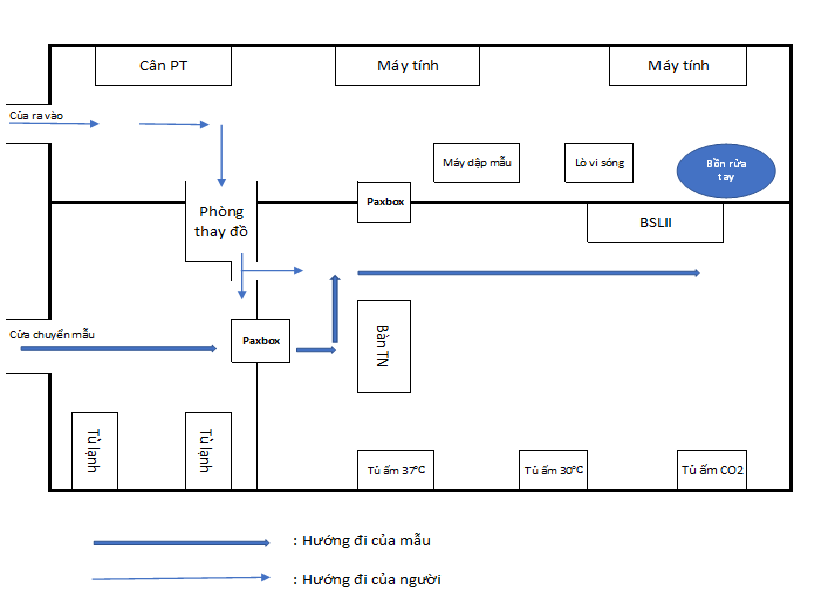 Cân PT
Máy tính
Máy tính
Của ra vào
Máy dập mẫu
Lò vi sóng
Bồn rửa
tay
Paxbox
Phòng
thay đồ
BSLII
Cửa chuyển mẫu
Paxbox
Bàn TN
Tủ lạnh
Tủ lạnh
Tủ ấm 37°C
Tủ ấm 30°C
Tủ ấm CO2
: Hướng đi của mẫu
: Hướng đi của người